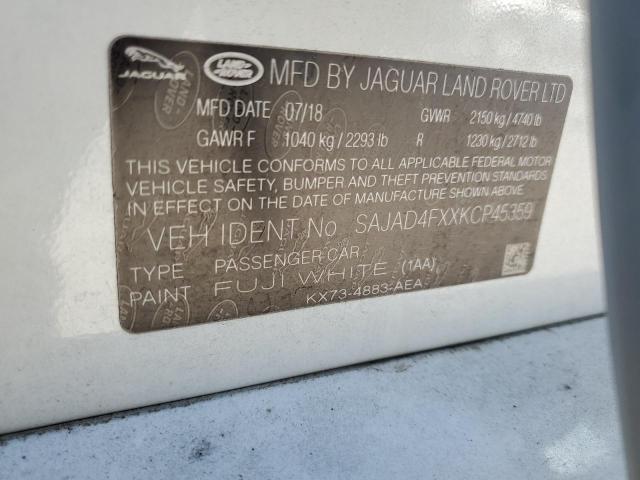 JAGUAR LAND ROVER MFD BY JAGUAR LAND ROVER LTD
MFD DATE 07/18 GVWR 2150 kg / 4740 lb
GAWR F 1040 kg / 2293 lb R 1230 kg / 2712 lb
THIS VEHICLE CONFORMS TO ALL APPLICABLE FEDERAL MOTOR
VEHICLE SAFETY, BUMPER AND THEFT PREVENTION STANDARDS
IN EFFECT ON THE DATE OF MANUFACTURE SHOWN ABOVE.
VEH IDENT No SAJAD4FXXKCP45359
TYPE PASSENGER CAR
PAINT FUJI WHITE (1AA)
KX73-4883-AEA